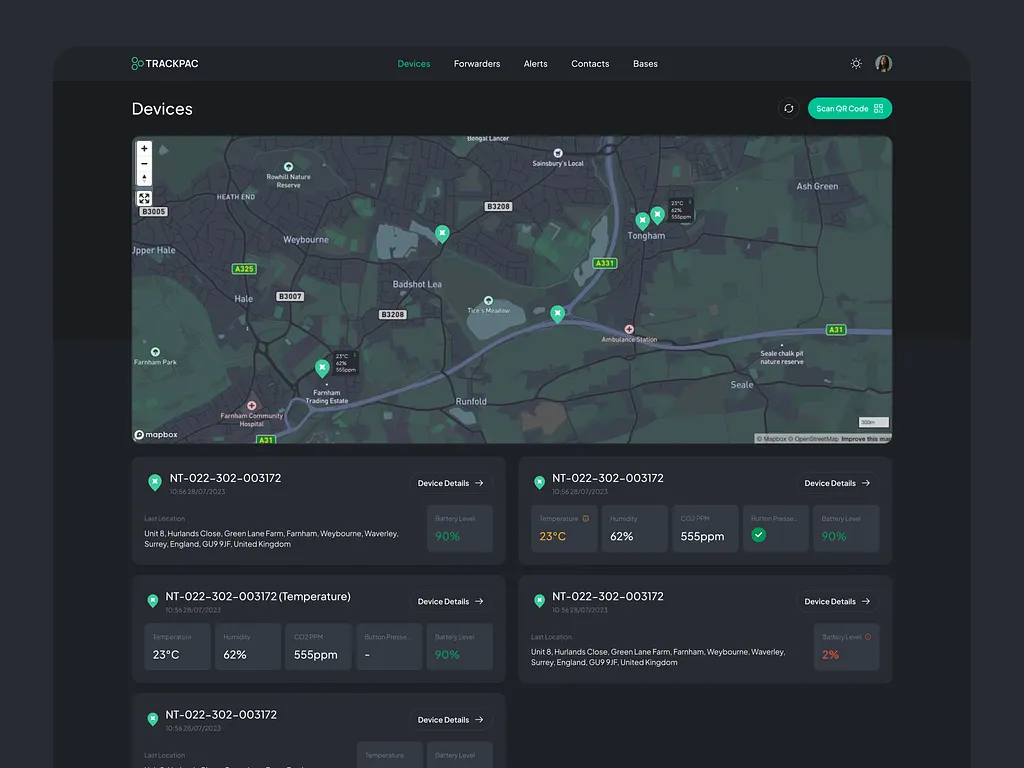 TRACKPAC
Devices
Forwarders
Alerts
Contacts
Bases
Devices
Scan QR Code
Bengal Lancer
Sainsbury's Local
Rowhill Nature
Reserve
HEATH END
B3005
B3208
Ash Green
23°C
62%
555ppm
Upper Hale
Weybourne
Tongham
A325
A331
Badshot Lea
Hale
B3007
Tice's Meadow
B3208
A31
Ambulance Station
Farnham Park
23°C
62%
555ppm
Seale chalk pit
nature reserve
Seale
Farnham
Trading Estate
Runfold
Farnham Community
Hospital
300m
mapbox
A31
© Mapbox © OpenStreetMap Improve this map
NT-022-302-003172
10:56 28/07/2023
Device Details
Last Location
Unit 8, Hurlands Close, Green Lane Farm, Farnham, Weybourne, Waverley,
Surrey, England, GU9 9JF, United Kingdom
Battery Level
90%
NT-022-302-003172
10:56 28/07/2023
Device Details
Temperature
23°C
Humidity
62%
CO2 PPM
555ppm
Button Presse...
Battery Level
90%
NT-022-302-003172 (Temperature)
10:56 28/07/2023
Device Details
Temperature
23°C
Humidity
62%
CO2 PPM
555ppm
Button Presse...
-
Battery Level
90%
NT-022-302-003172
10:56 28/07/2023
Device Details
Last Location
Unit 8, Hurlands Close, Green Lane Farm, Farnham, Weybourne, Waverley,
Surrey, England, GU9 9JF, United Kingdom
Battery Level
2%
NT-022-302-003172
10:56 28/07/2023
Device Details
Last Location
Temperature
Battery Level